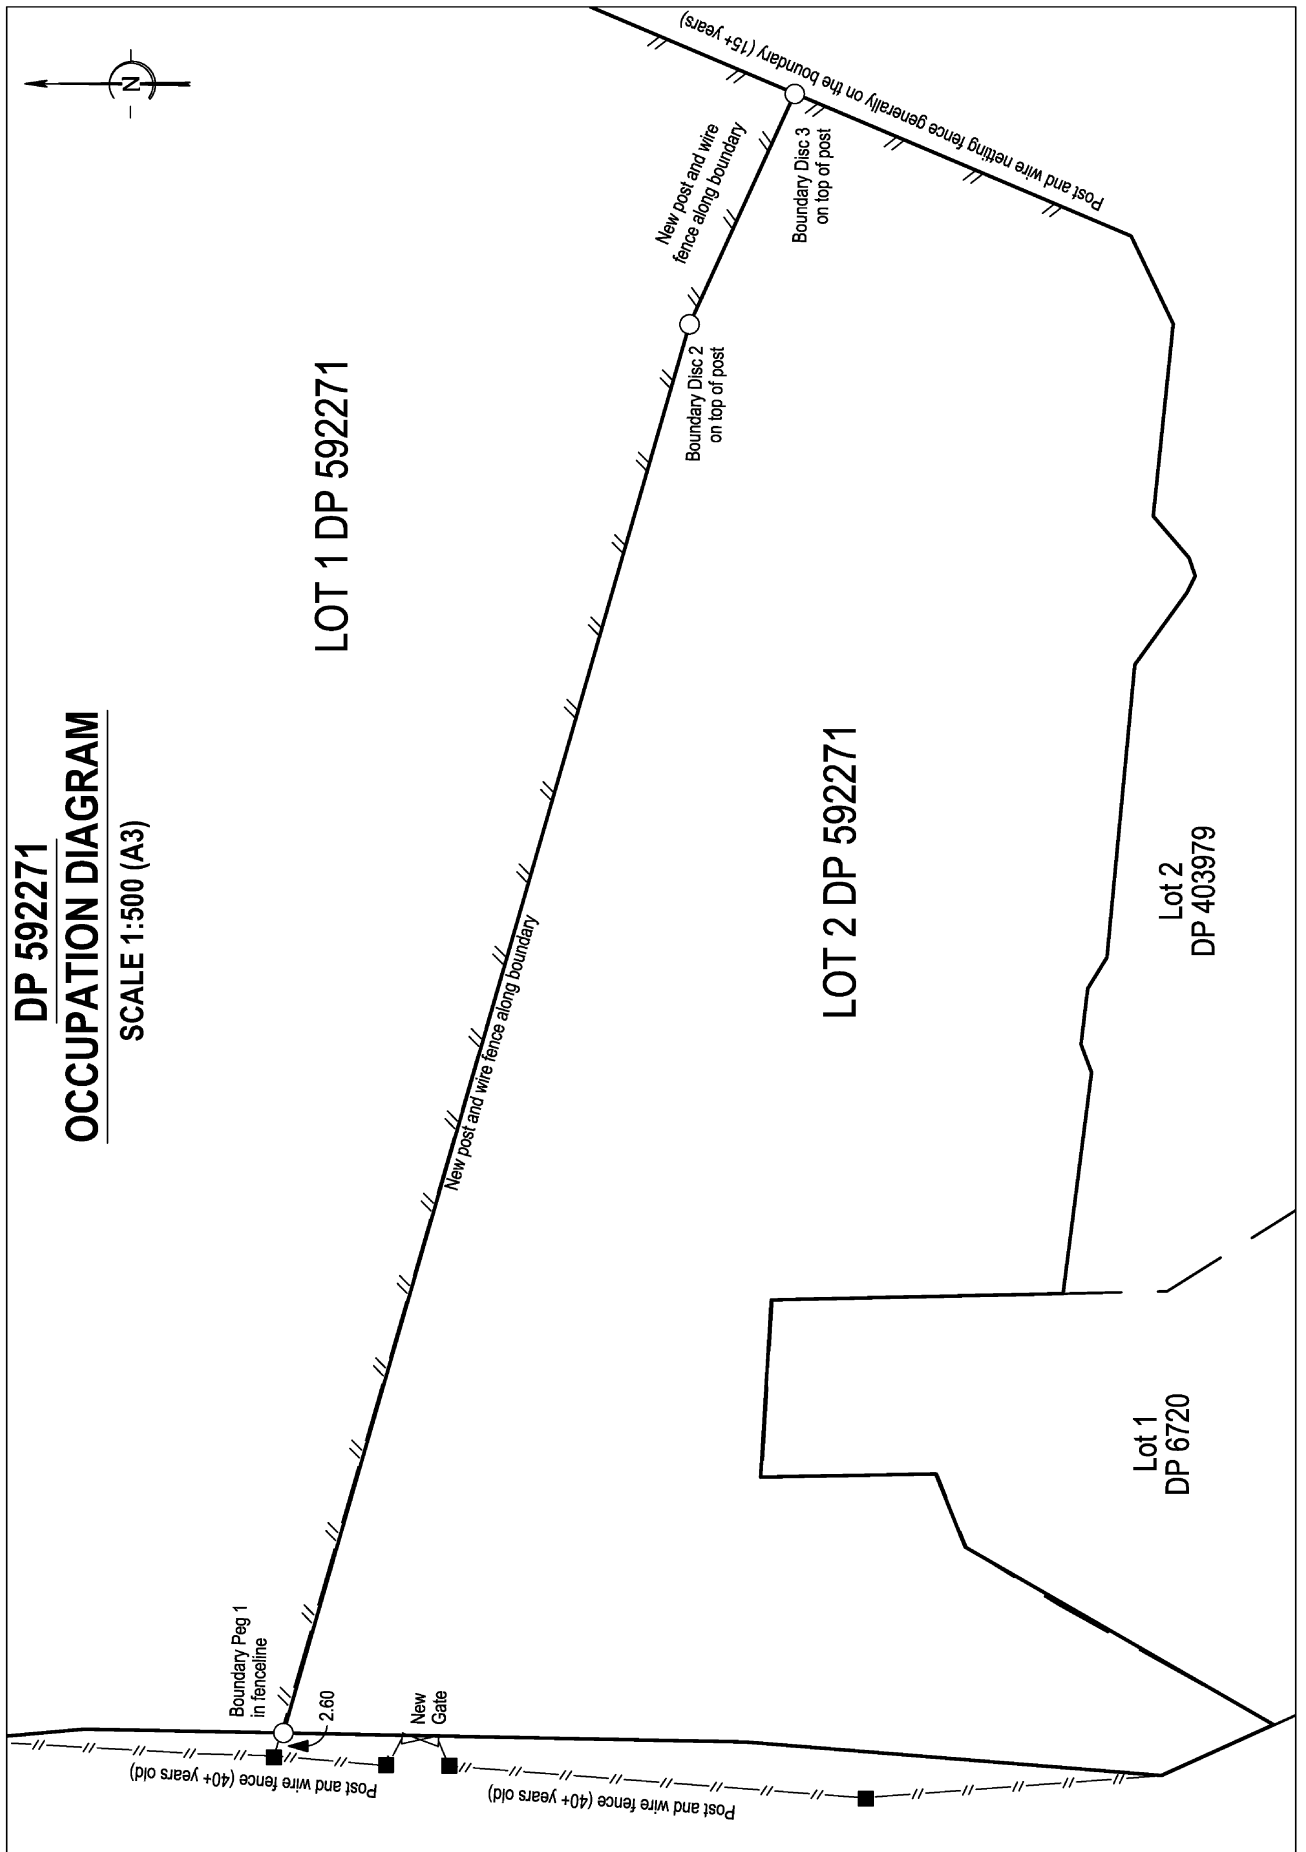 DP 592271
OCCUPATION DIAGRAM
SCALE 1:500 (A3)
N
LOT 1 DP 592271
Post and wire netting fence generally on the boundary (15+ years)
New post and wire
fence along boundary
Boundary Disc 3
on top of post
Boundary Disc 2
on top of post
New post and wire fence along boundary
LOT 2 DP 592271
Lot 2
DP 403979
Lot 1
DP 6720
Boundary Peg 1
in fenceline
2.60
New
Gate
Post and wire fence (40+ years old)
Post and wire fence (40+ years old)